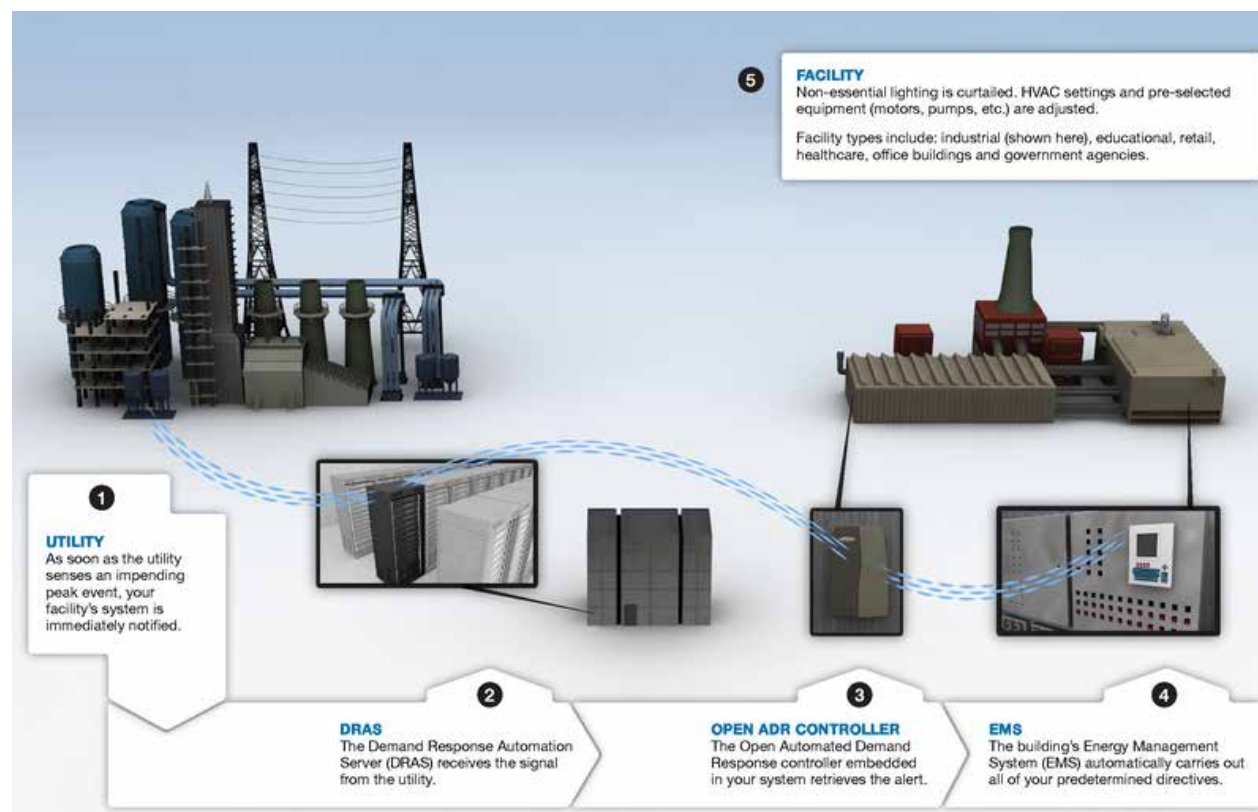 1
UTILITY
As soon as the utility
senses an impending
peak event, your
facility's system is
immediately notified.
2
DRAS
The Demand Response Automation
Server (DRAS) receives the signal
from the utility.
3
OPEN ADR CONTROLLER
The Open Automated Demand
Response controller embedded
in your system retrieves the alert.
4
EMS
The building's Energy Management
System (EMS) automatically carries out
all of your predetermined directives.
5
FACILITY
Non-essential lighting is curtailed. HVAC settings and pre-selected
equipment (motors, pumps, etc.) are adjusted.
Facility types include: industrial (shown here), educational, retail,
healthcare, office buildings and government agencies.